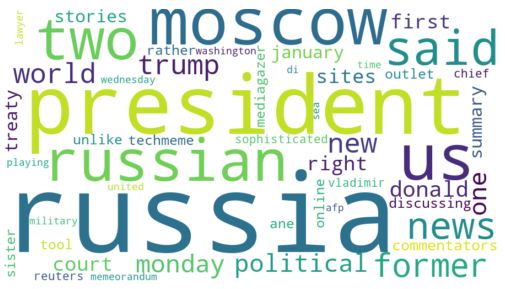 lawyer
stories
moscow
first
two
rather
washington
january
said
world
trump
mediagazer
sites
outlet
chief
di
time
wednesday
treaty
president
sea
summary
unlike
techmeme
sophisticated
new
us
playing
russian
right
vladimir
donald
one
united
discussing
russia
online
afp
ane
news
military
sister
tool
court
monday
political
former
commentators
reuters
memeorandum